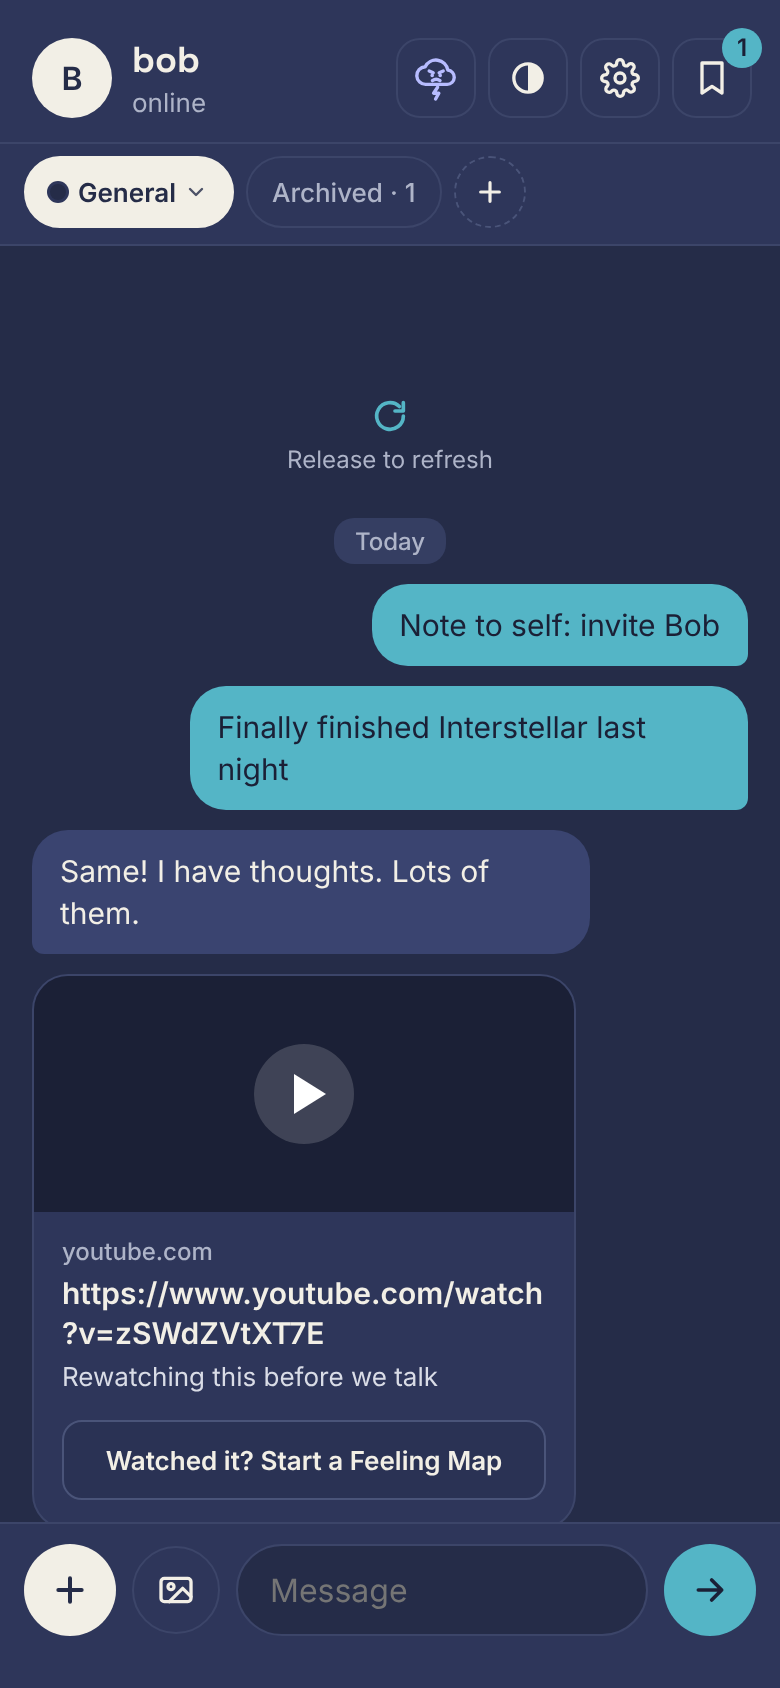 B
bob
online
1
General
Archived · 1
Release to refresh
Today
Note to self: invite Bob
Finally finished Interstellar last
night
Same! I have thoughts. Lots of
them.
youtube.com
https://www.youtube.com/watch
?v=zSWdZVtXT7E
Rewatching this before we talk
Watched it? Start a Feeling Map
Message